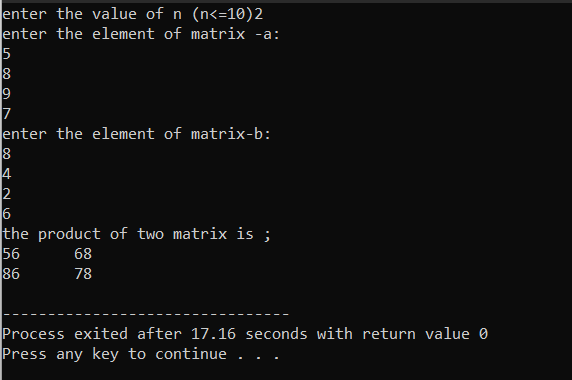 enter the value of n (n<=10)2
enter the element of matrix -a:
5
8
9
7
enter the element of matrix-b:
8
4
2
6
the product of two matrix is ;
56      68
86      78

--------------------------------
Process exited after 17.16 seconds with return value 0
Press any key to continue . . .